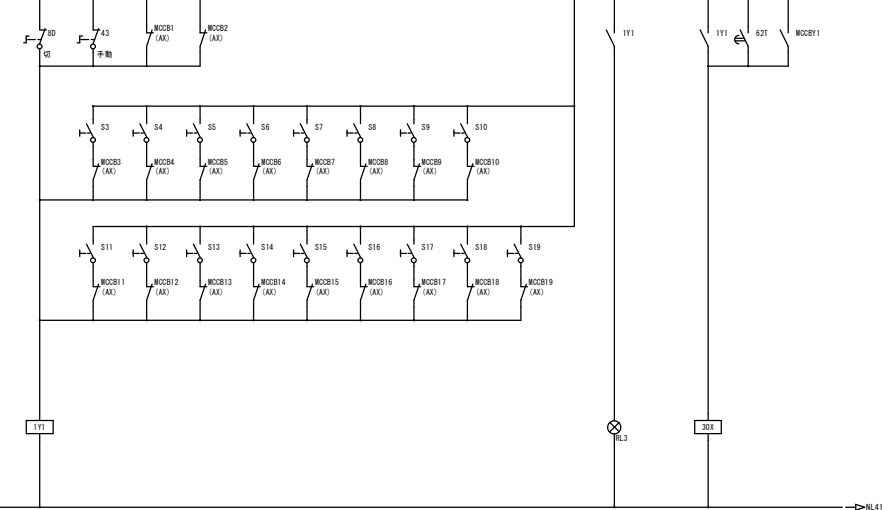 8D
切
43
手動
MCCB1
(AX)
MCCB2
(AX)
1Y1
1Y1
62T
MCCBY1
S3
S4
S5
S6
S7
S8
S9
S10
MCCB3
(AX)
MCCB4
(AX)
MCCB5
(AX)
MCCB6
(AX)
MCCB7
(AX)
MCCB8
(AX)
MCCB9
(AX)
MCCB10
(AX)
S11
S12
S13
S14
S15
S16
S17
S18
S19
MCCB11
(AX)
MCCB12
(AX)
MCCB13
(AX)
MCCB14
(AX)
MCCB15
(AX)
MCCB16
(AX)
MCCB17
(AX)
MCCB18
(AX)
MCCB19
(AX)
1Y1
RL3
30X
NL41